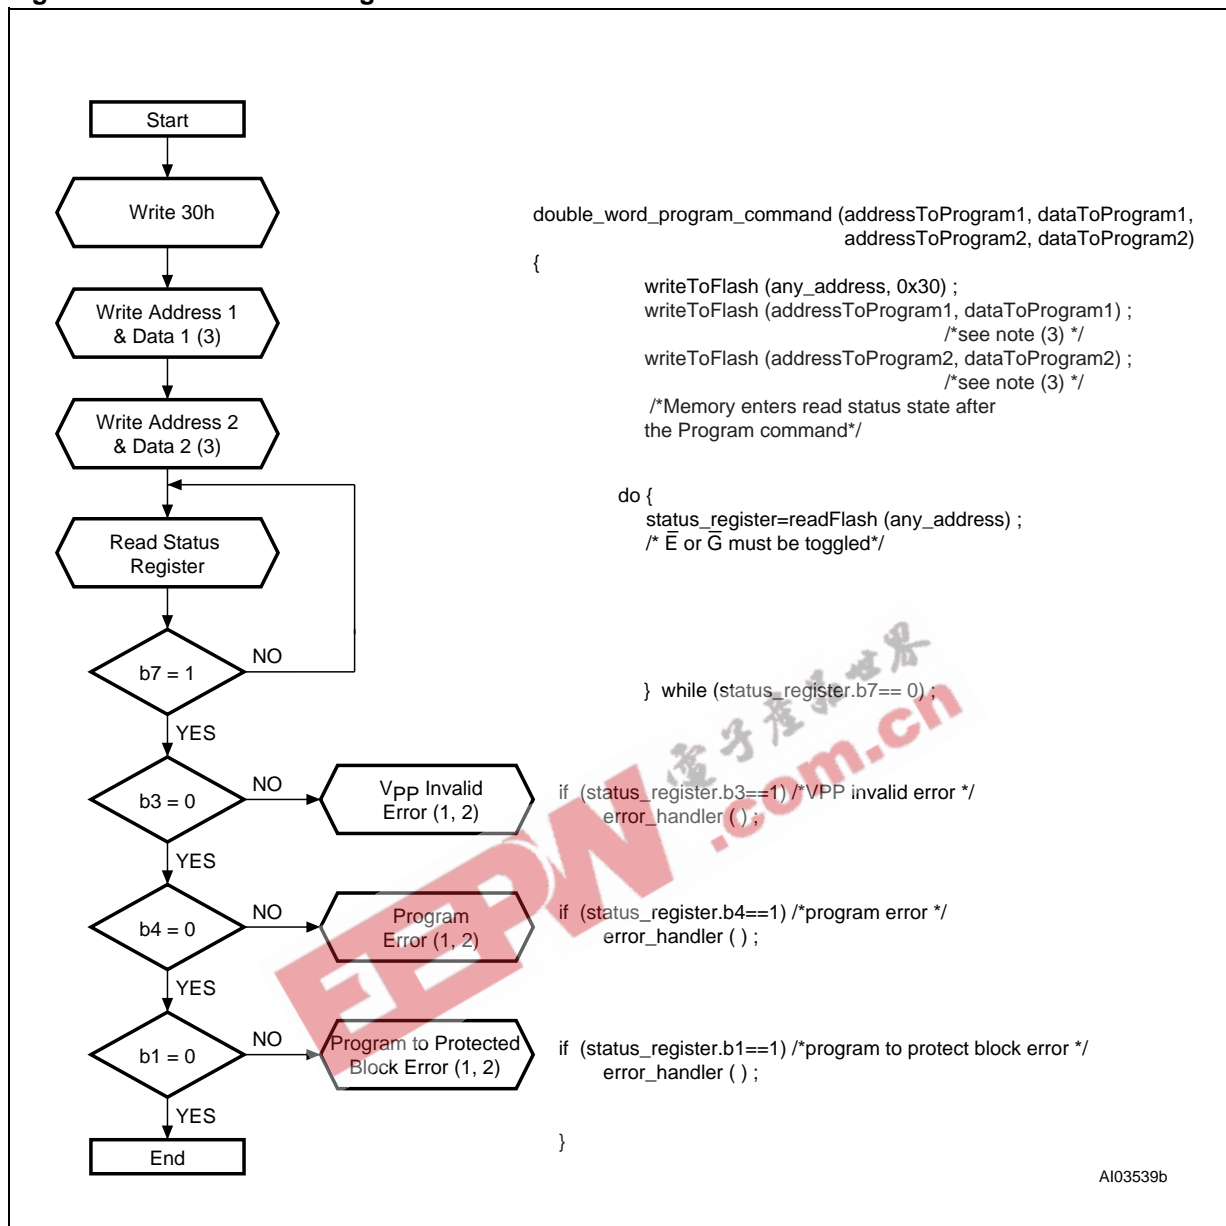 Start
Write 30h
Write Address 1
& Data 1 (3)
Write Address 2
& Data 2 (3)
Read Status
Register
b7 = 1
NO
YES
b3 = 0
NO
VPP Invalid
Error (1, 2)
YES
b4 = 0
NO
Program
Error (1, 2)
YES
b1 = 0
NO
Program to Protected
Block Error (1, 2)
YES
End
double_word_program_command (addressToProgram1, dataToProgram1,
addressToProgram2, dataToProgram2)
{
writeToFlash (any_address, 0x30) ;
writeToFlash (addressToProgram1, dataToProgram1) ;
/*see note (3) */
writeToFlash (addressToProgram2, dataToProgram2) ;
/*see note (3) */
/*Memory enters read status state after
the Program command*/
do {
status_register=readFlash (any_address) ;
/* E̅ or G̅ must be toggled*/
} while (status_register.b7== 0) ;
if (status_register.b3==1) /*VPP invalid error */
error_handler ( ) ;
if (status_register.b4==1) /*program error */
error_handler ( ) ;
if (status_register.b1==1) /*program to protect block error */
error_handler ( ) ;
}
AI03539b
EEPW.com.cn
電子產品世界